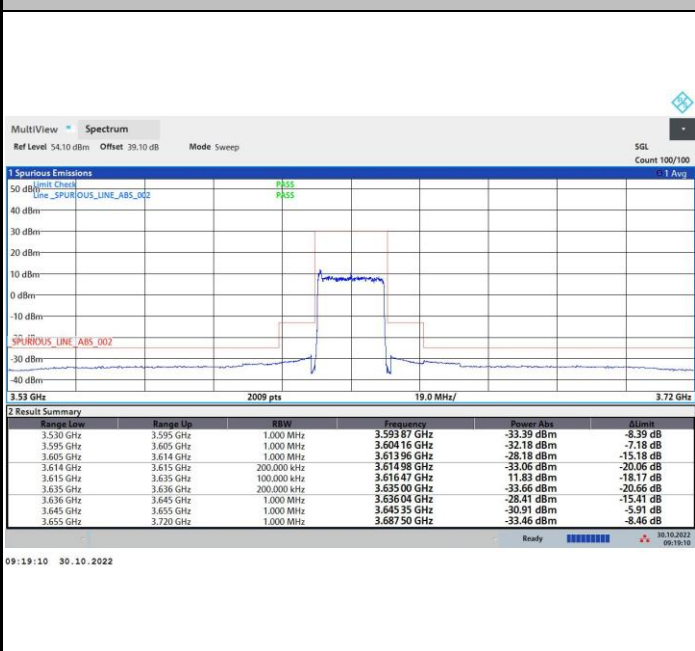 MultiView Spectrum
Ref Level 54.10 dBm Offset 39.10 dB Mode Sweep SGL
Count 100/100
1 Spurious Emissions 1 Avg
Limit Check PASS
50 dBm
Line _SPURIOUS_LINE_ABS_002 PASS
40 dBm
30 dBm
20 dBm
10 dBm
0 dBm
-10 dBm
SPURIOUS_LINE_ABS_002
-30 dBm
-40 dBm
3.53 GHz 2009 pts 19.0 MHz/ 3.72 GHz
2 Result Summary
Range Low Range Up RBW Frequency Power Abs ΔLimit
3.530 GHz 3.595 GHz 1.000 MHz 3.593 87 GHz -33.39 dBm -8.39 dB
3.595 GHz 3.605 GHz 1.000 MHz 3.604 16 GHz -32.18 dBm -7.18 dB
3.605 GHz 3.614 GHz 1.000 MHz 3.613 96 GHz -28.18 dBm -15.18 dB
3.614 GHz 3.615 GHz 200.000 kHz 3.614 98 GHz -33.06 dBm -20.06 dB
3.615 GHz 3.635 GHz 100.000 kHz 3.616 47 GHz 11.83 dBm -18.17 dB
3.635 GHz 3.636 GHz 200.000 kHz 3.635 00 GHz -33.66 dBm -20.66 dB
3.636 GHz 3.645 GHz 1.000 MHz 3.636 04 GHz -28.41 dBm -15.41 dB
3.645 GHz 3.655 GHz 1.000 MHz 3.645 35 GHz -30.91 dBm -5.91 dB
3.655 GHz 3.720 GHz 1.000 MHz 3.687 50 GHz -33.46 dBm -8.46 dB
Ready 30.10.2022
09:19:10
09:19:10 30.10.2022